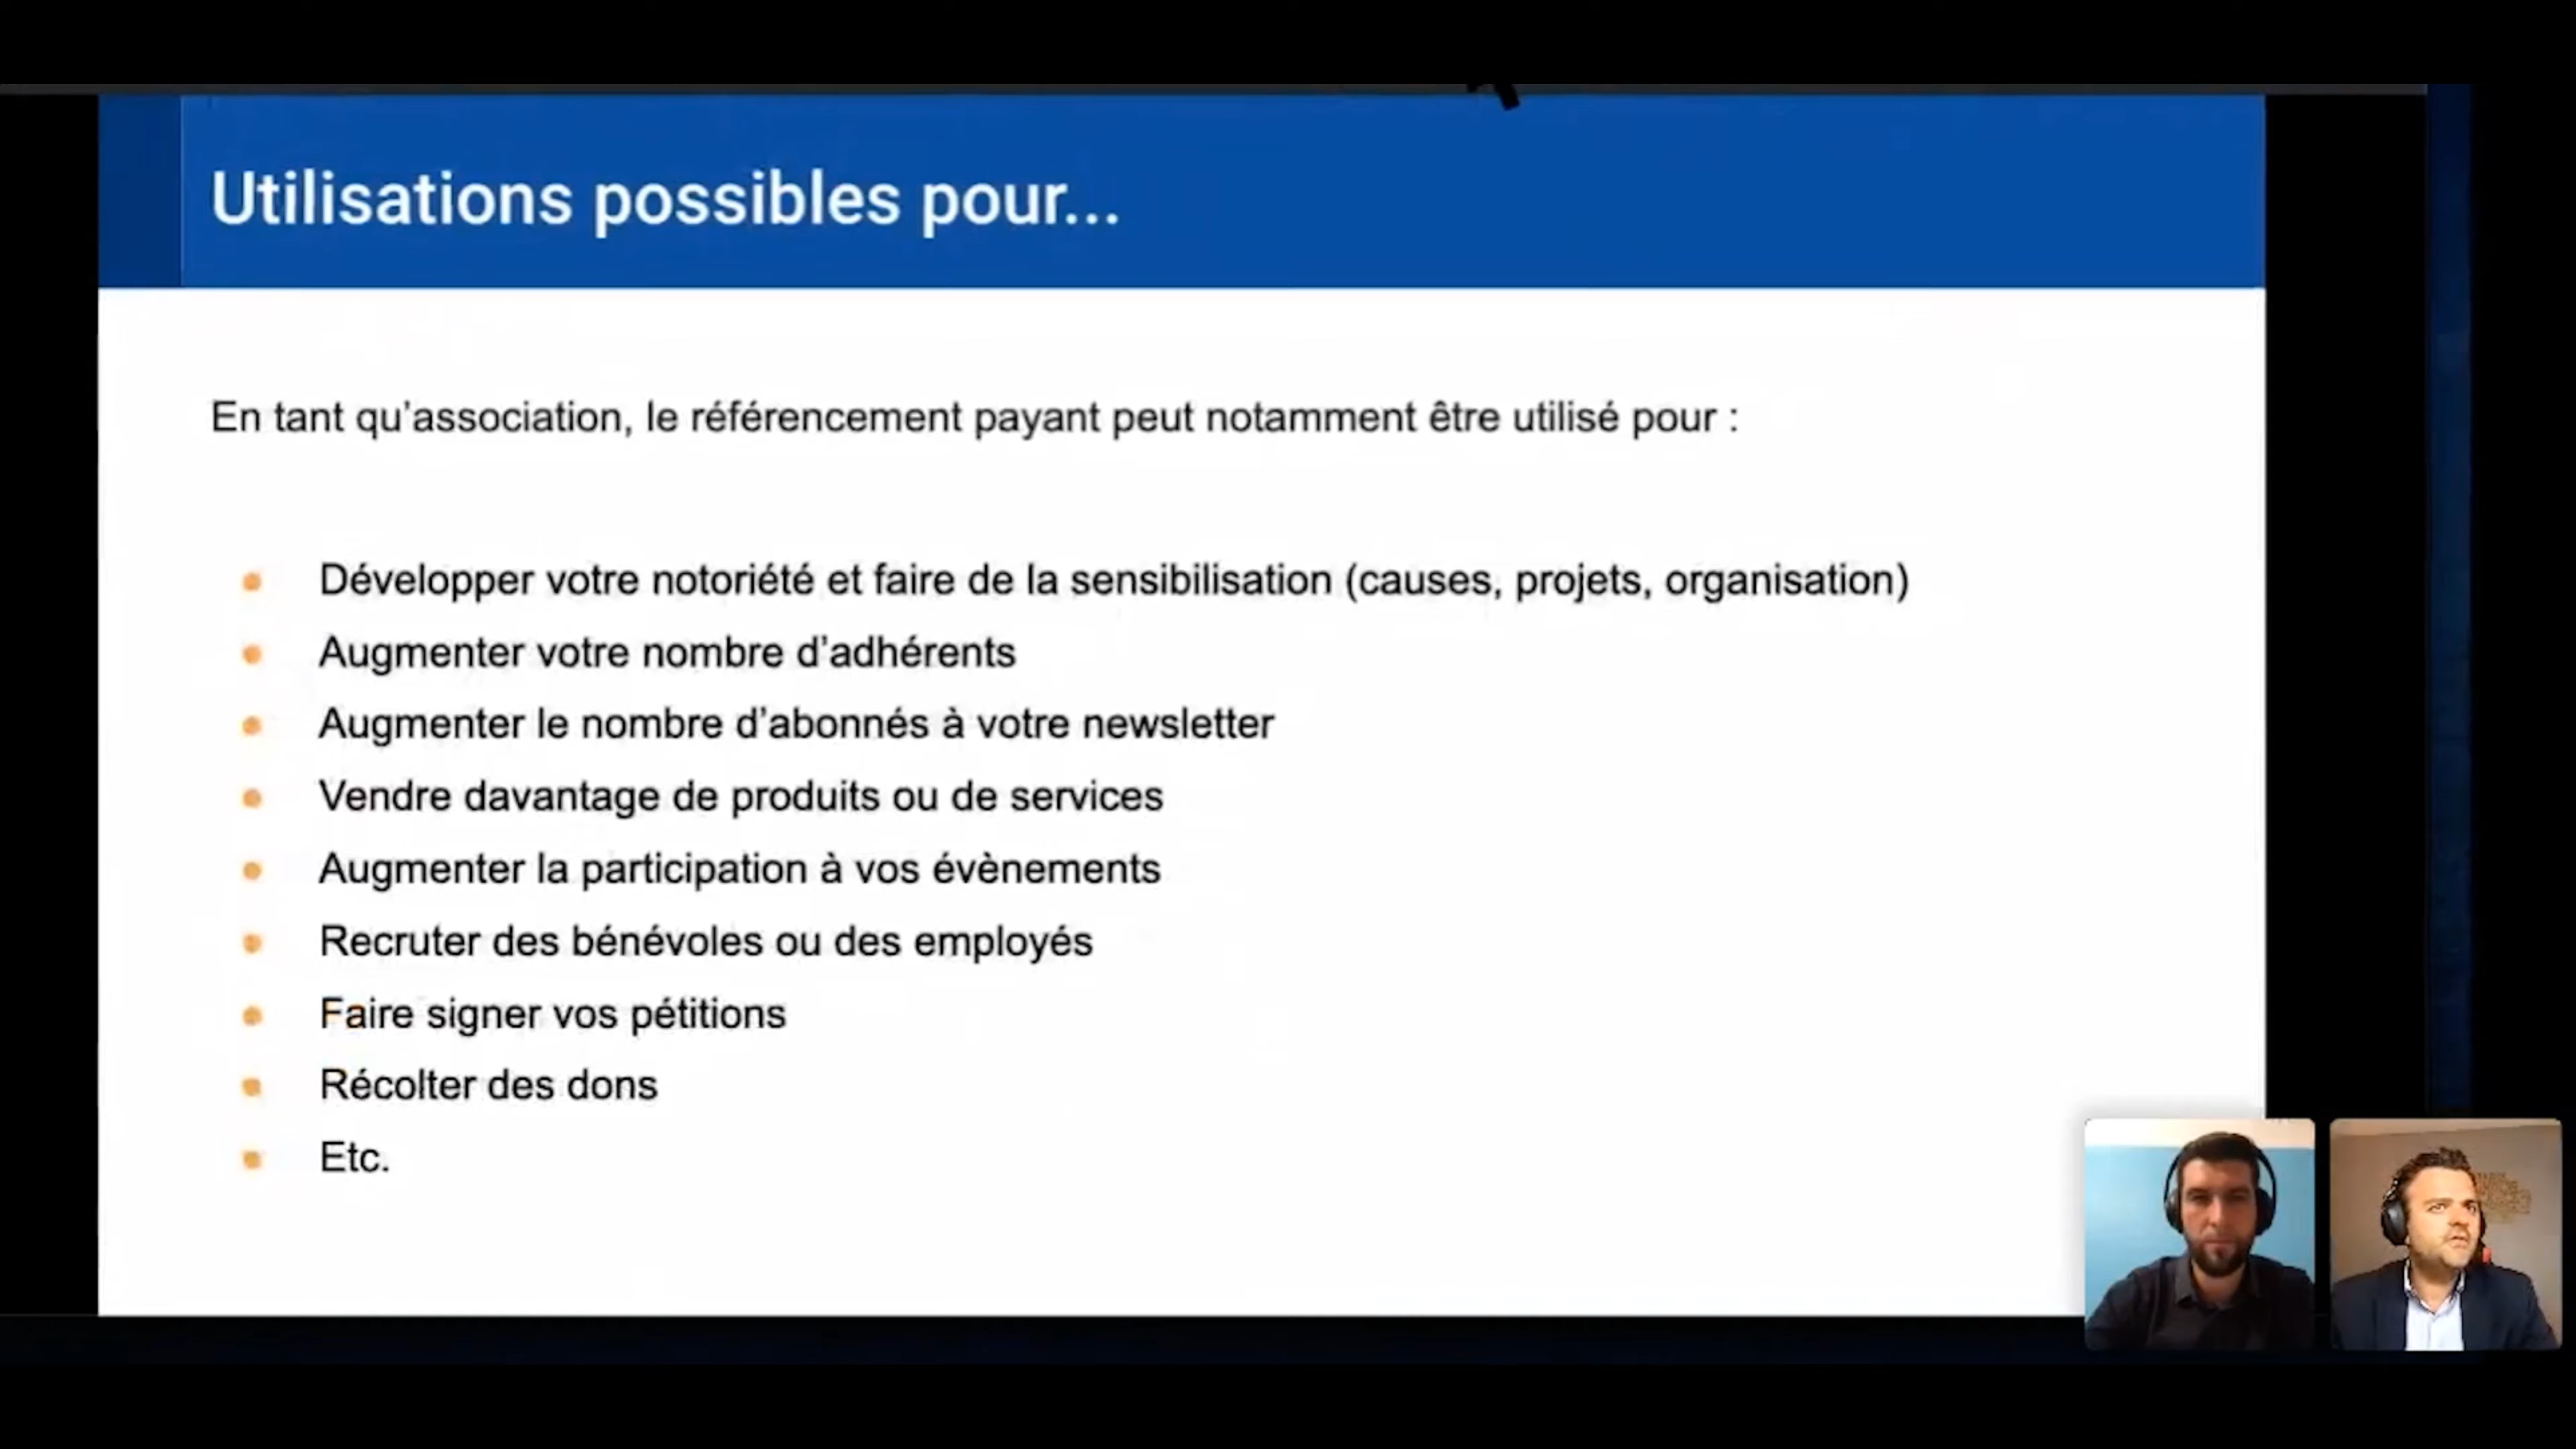 Utilisations possibles pour...
En tant qu'association, le référencement payant peut notamment être utilisé pour :
Développer votre notoriété et faire de la sensibilisation (causes, projets, organisation)
Augmenter votre nombre d'adhérents
Augmenter le nombre d'abonnés à votre newsletter
Vendre davantage de produits ou de services
Augmenter la participation à vos évènements
Recruter des bénévoles ou des employés
Faire signer vos pétitions
Récolter des dons
Etc.